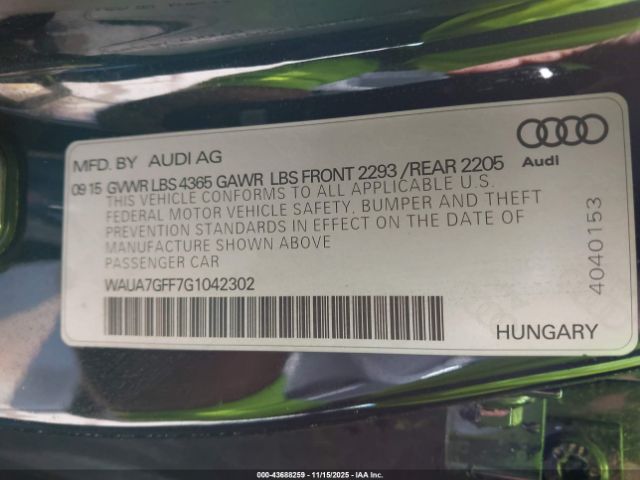 MFD. BY AUDI AG
Audi
09 15 GVWR LBS 4365 GAWR LBS FRONT 2293 / REAR 2205
THIS VEHICLE CONFORMS TO ALL APPLICABLE U.S.
FEDERAL MOTOR VEHICLE SAFETY, BUMPER AND THEFT
PREVENTION STANDARDS IN EFFECT ON THE DATE OF
MANUFACTURE SHOWN ABOVE
PASSENGER CAR
WAUA7GFF7G1042302
HUNGARY
4040153
000-43688259 - 11/15/2025 - IAA Inc.